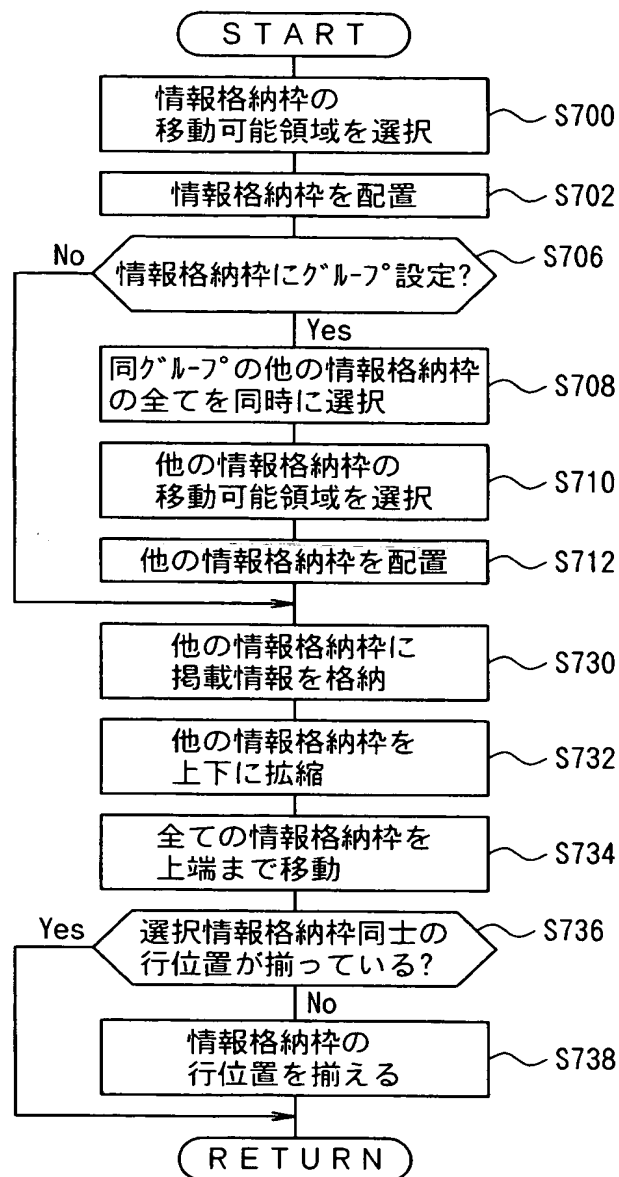 START
情報格納枠の
移動可能領域を選択
S700
情報格納枠を配置
S702
No
情報格納枠にグループ設定?
S706
Yes
同グループの他の情報格納枠
の全てを同時に選択
S708
他の情報格納枠の
移動可能領域を選択
S710
他の情報格納枠を配置
S712
他の情報格納枠に
掲載情報を格納
S730
他の情報格納枠を
上下に拡縮
S732
全ての情報格納枠を
上端まで移動
S734
Yes
選択情報格納枠同士の
行位置が揃っている?
S736
No
情報格納枠の
行位置を揃える
S738
RETURN